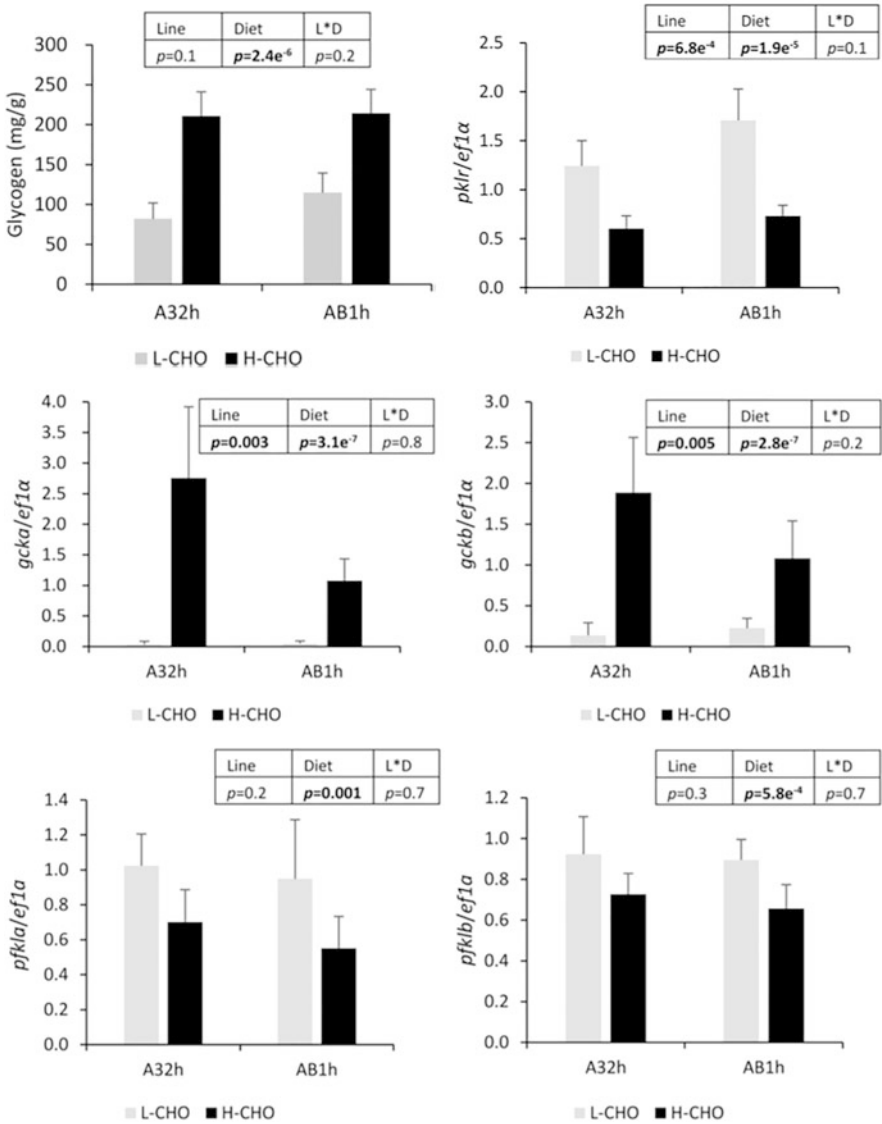 Line Diet L*D
p=0.1 p=2.4e-6 p=0.2
Glycogen (mg/g)
300
250
200
150
100
50
0
A32h AB1h
L-CHO H-CHO
Line Diet L*D
p=6.8e-4 p=1.9e-5 p=0.1
pklr/ef1α
2.5
2.0
1.5
1.0
0.5
0.0
A32h AB1h
L-CHO H-CHO
Line Diet L*D
p=0.003 p=3.1e-7 p=0.8
gcka/ef1α
4.0
3.5
3.0
2.5
2.0
1.5
1.0
0.5
0.0
A32h AB1h
L-CHO H-CHO
Line Diet L*D
p=0.005 p=2.8e-7 p=0.2
gckb/ef1α
3.0
2.5
2.0
1.5
1.0
0.5
0.0
A32h AB1h
L-CHO H-CHO
Line Diet L*D
p=0.2 p=0.001 p=0.7
pfkla/ef1a
1.4
1.2
1.0
0.8
0.6
0.4
0.2
0.0
A32h AB1h
L-CHO H-CHO
Line Diet L*D
p=0.3 p=5.8e-4 p=0.7
pfklb/ef1a
1.2
1.0
0.8
0.6
0.4
0.2
0.0
A32h AB1h
L-CHO H-CHO